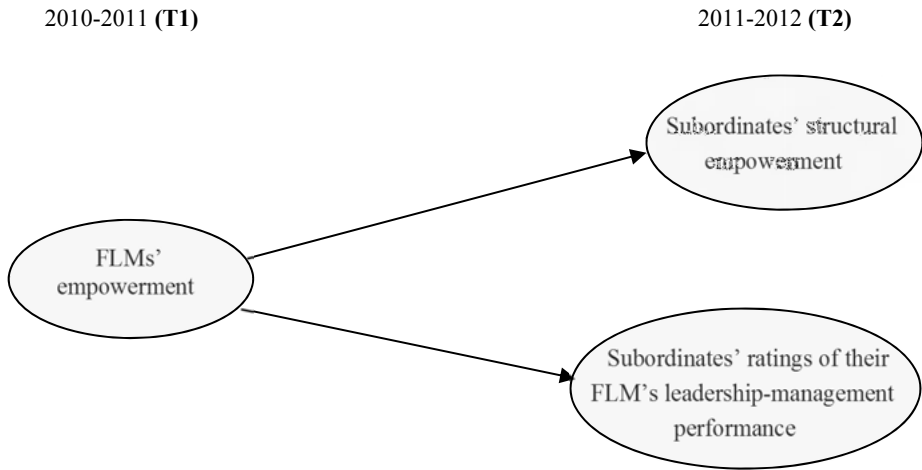 2010-2011 (T1)
2011-2012 (T2)
Subordinates’ structural
empowerment
FLMs’
empowerment
Subordinates’ ratings of their
FLM’s leadership-management
performance